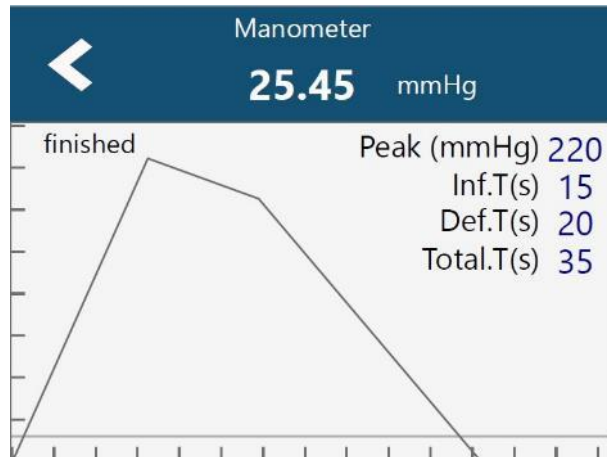 Manometer
25.45 mmHg
finished
Peak (mmHg) 220
Inf.T(s) 15
Def.T(s) 20
Total.T(s) 35